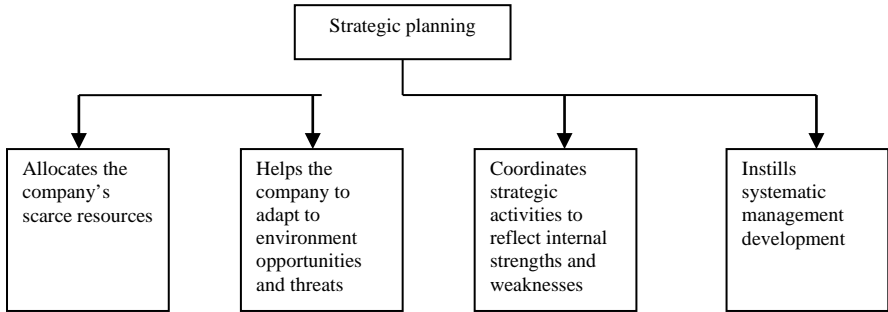 Strategic planning
Allocates the
company's
scarce resources
Helps the
company to
adapt to
environment
opportunities
and threats
Coordinates
strategic
activities to
reflect internal
strengths and
weaknesses
Instills
systematic
management
development